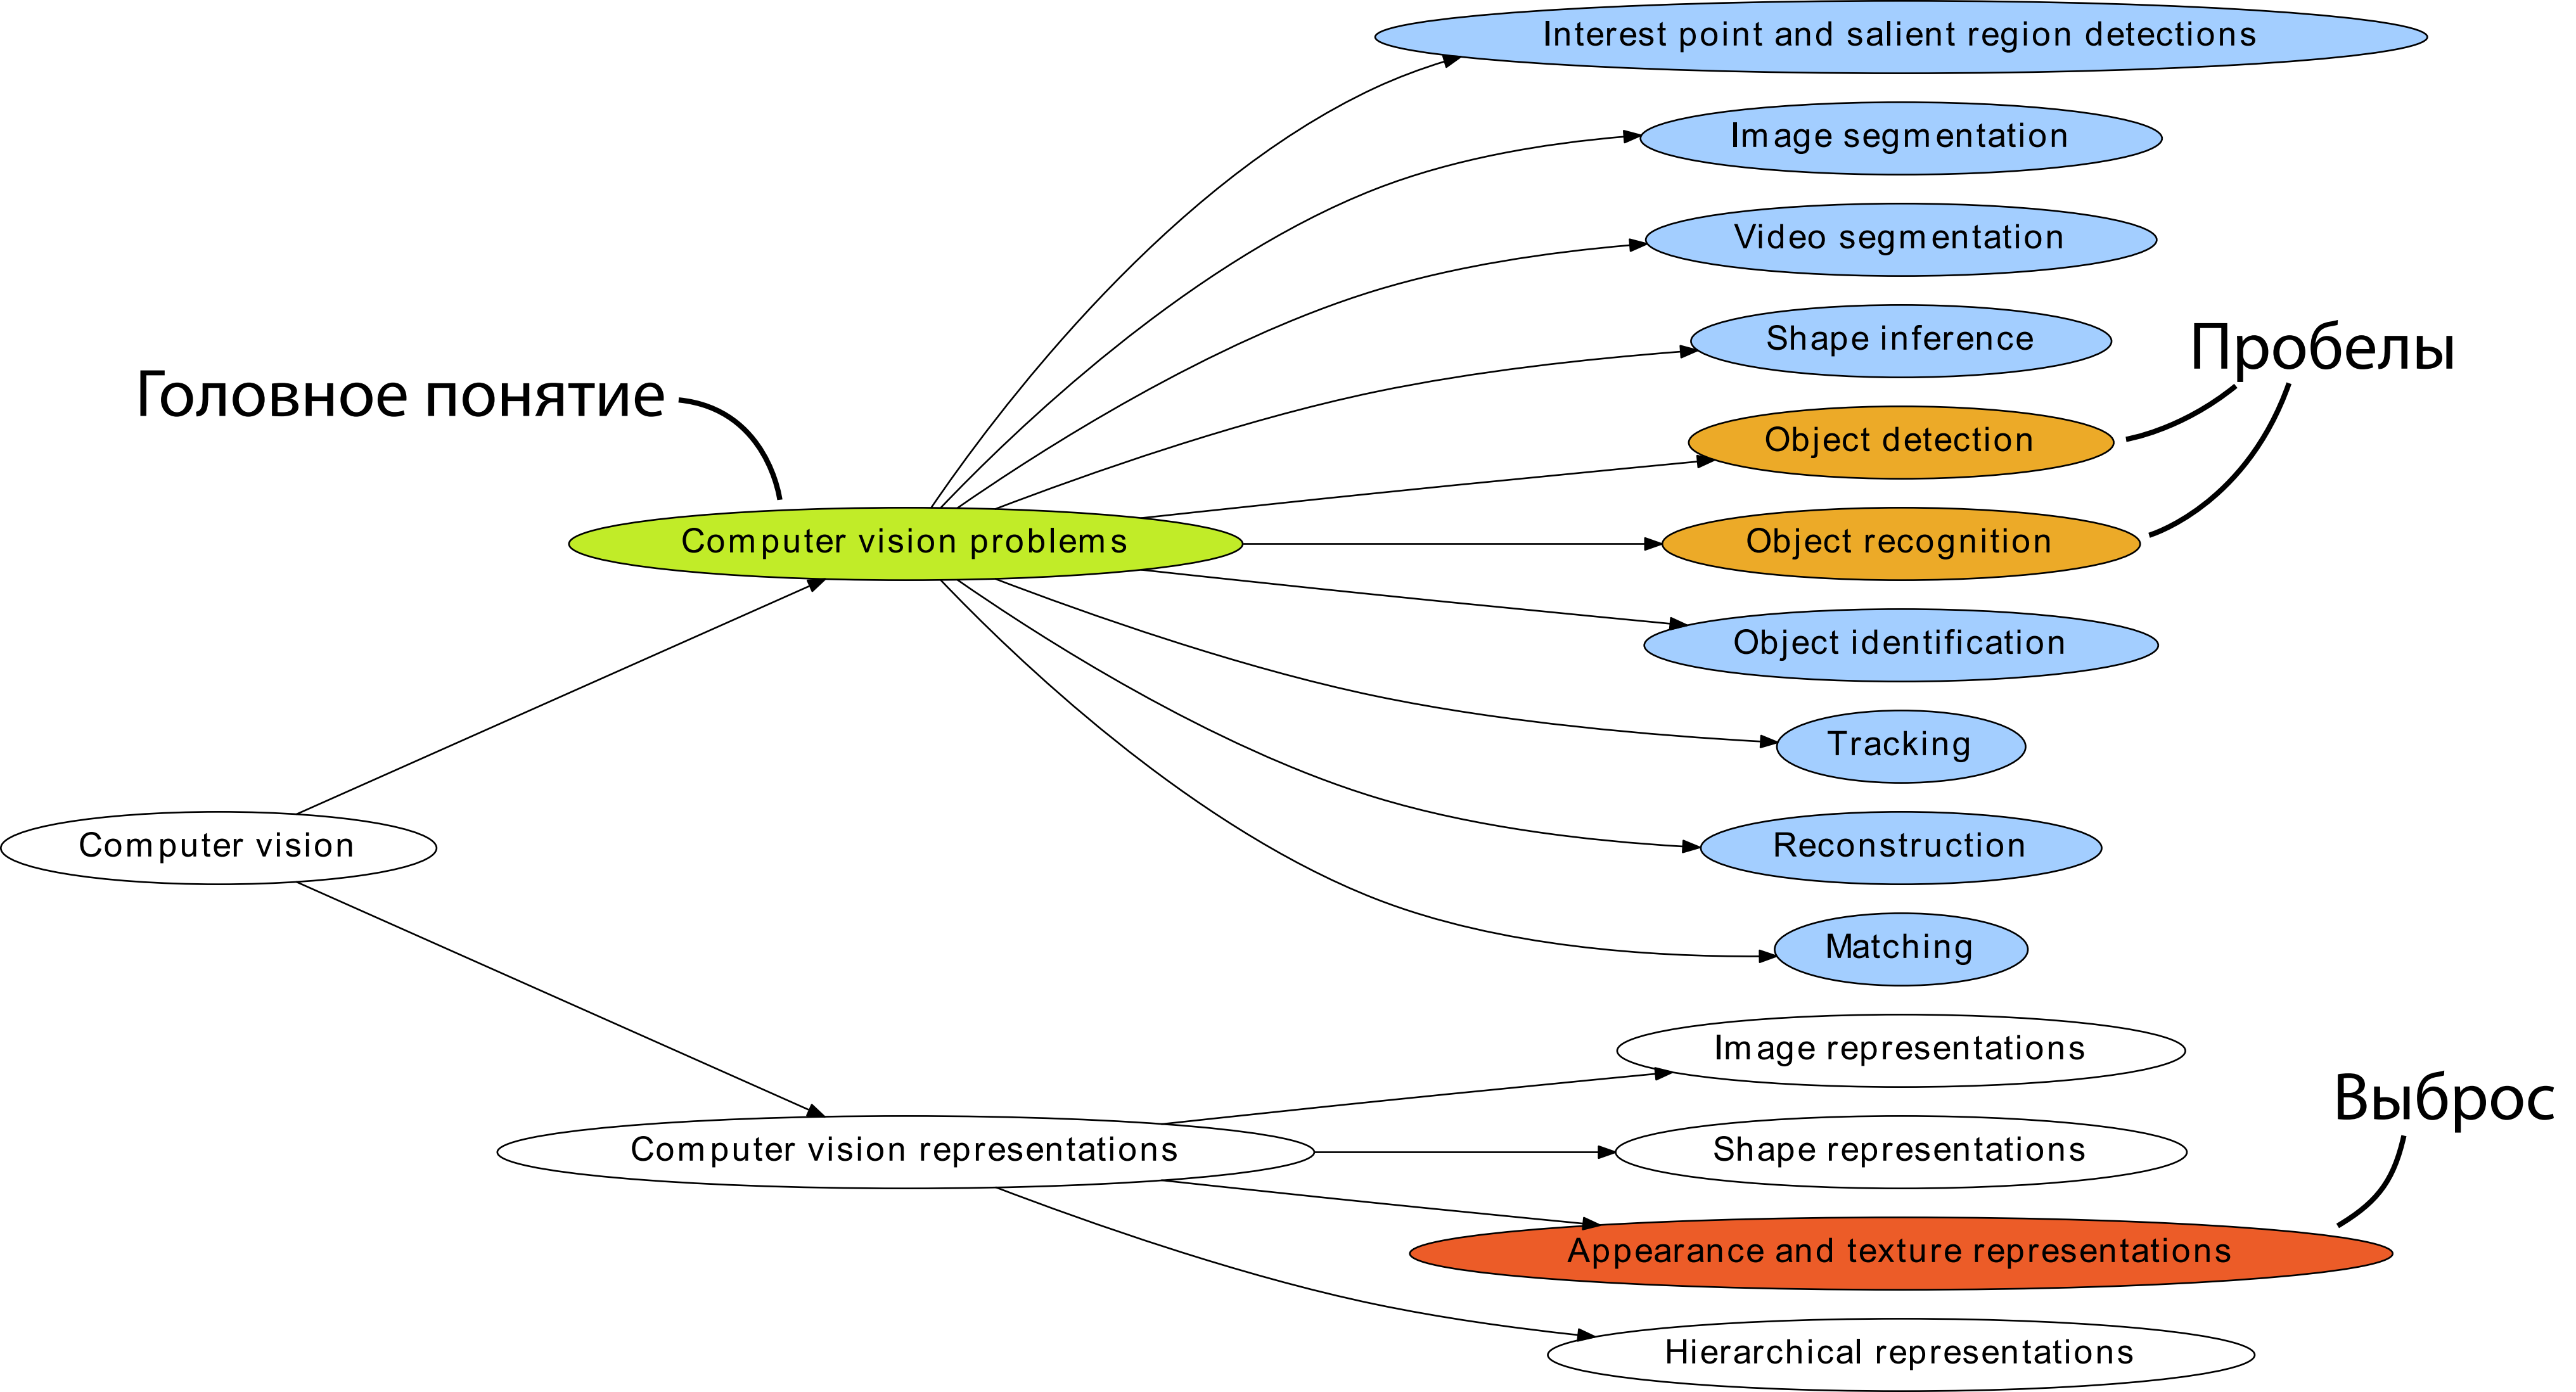 Interest point and salient region detections
Image segmentation
Video segmentation
Shape inference
Пробелы
Головное понятие
Object detection
Computer vision problems
Object recognition
Object identification
Tracking
Computer vision
Reconstruction
Matching
Image representations
Выброс
Computer vision representations
Shape representations
Appearance and texture representations
Hierarchical representations